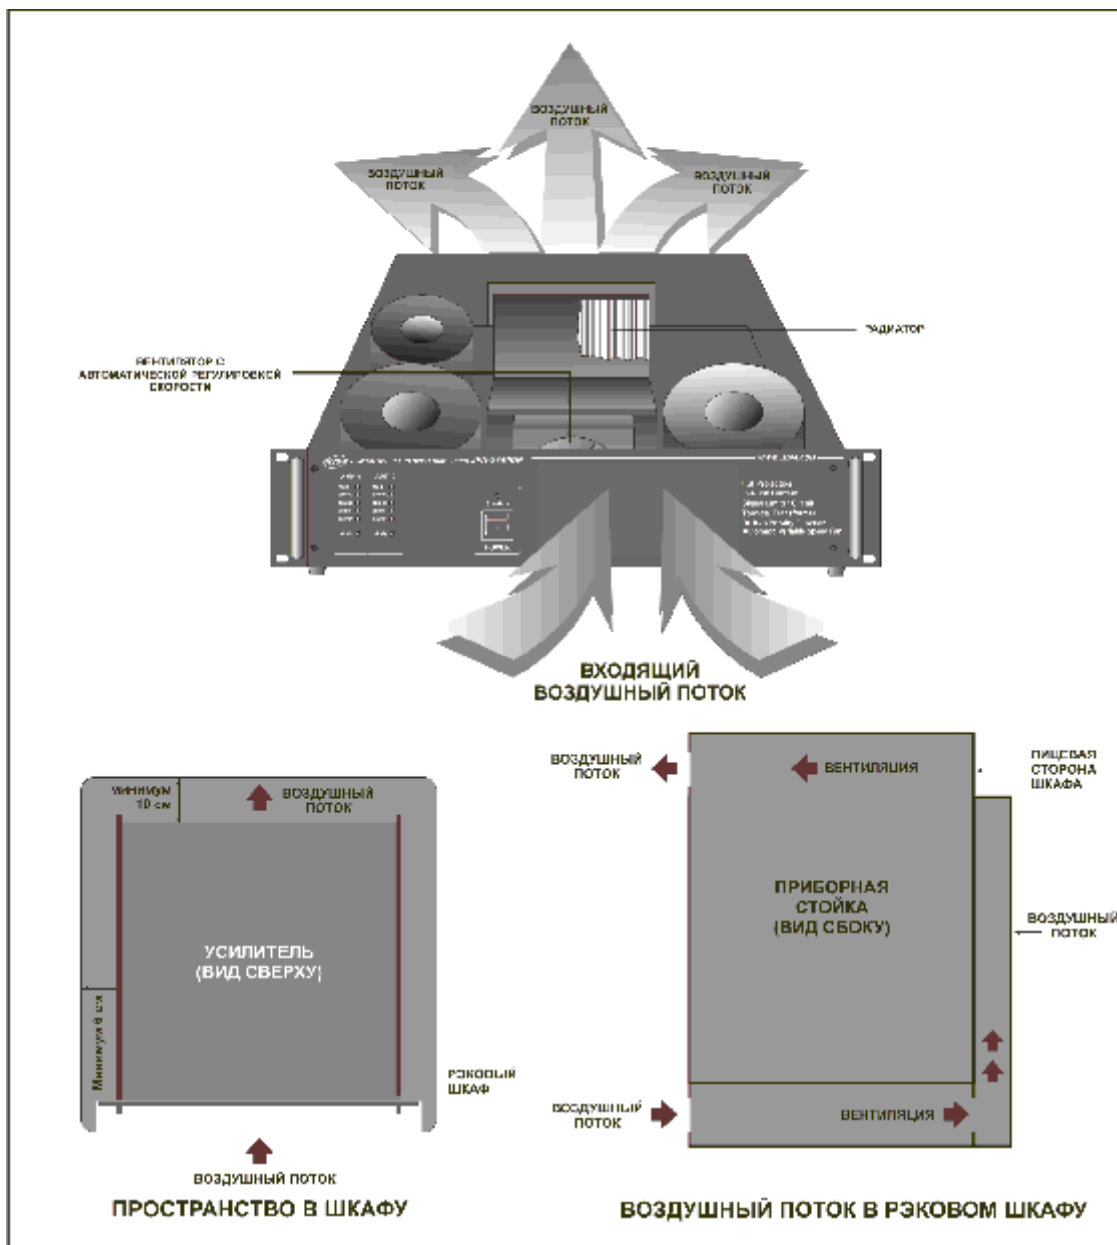 ВОЗДУШНЫЙ
ПОТОК
ВОЗДУШНЫЙ
ПОТОК
ВОЗДУШНЫЙ
ПОТОК
РАДИАТОР
ВЕНТИЛЯТОР С
АВТОМАТИЧЕСКОЙ РЕГУЛИРОВКОЙ
СКОРОСТИ
POWER
ВХОДЯЩИЙ
ВОЗДУШНЫЙ ПОТОК
МИНИМУМ
10 см
ВОЗДУШНЫЙ
ПОТОК
УСИЛИТЕЛЬ
(ВИД СВЕРХУ)
Минимум 6 см
РЭКОВЫЙ
ШКАФ
ВОЗДУШНЫЙ ПОТОК
ПРОСТРАНСТВО В ШКАФУ
ВОЗДУШНЫЙ
ПОТОК
ВЕНТИЛЯЦИЯ
ЛИЦЕВАЯ
СТОРОНА
ШКАФА
ПРИБОРНАЯ
СТОЙКА
(ВИД СБОКУ)
ВОЗДУШНЫЙ
ПОТОК
ВОЗДУШНЫЙ
ПОТОК
ВЕНТИЛЯЦИЯ
ВОЗДУШНЫЙ ПОТОК В РЭКОВОМ ШКАФУ